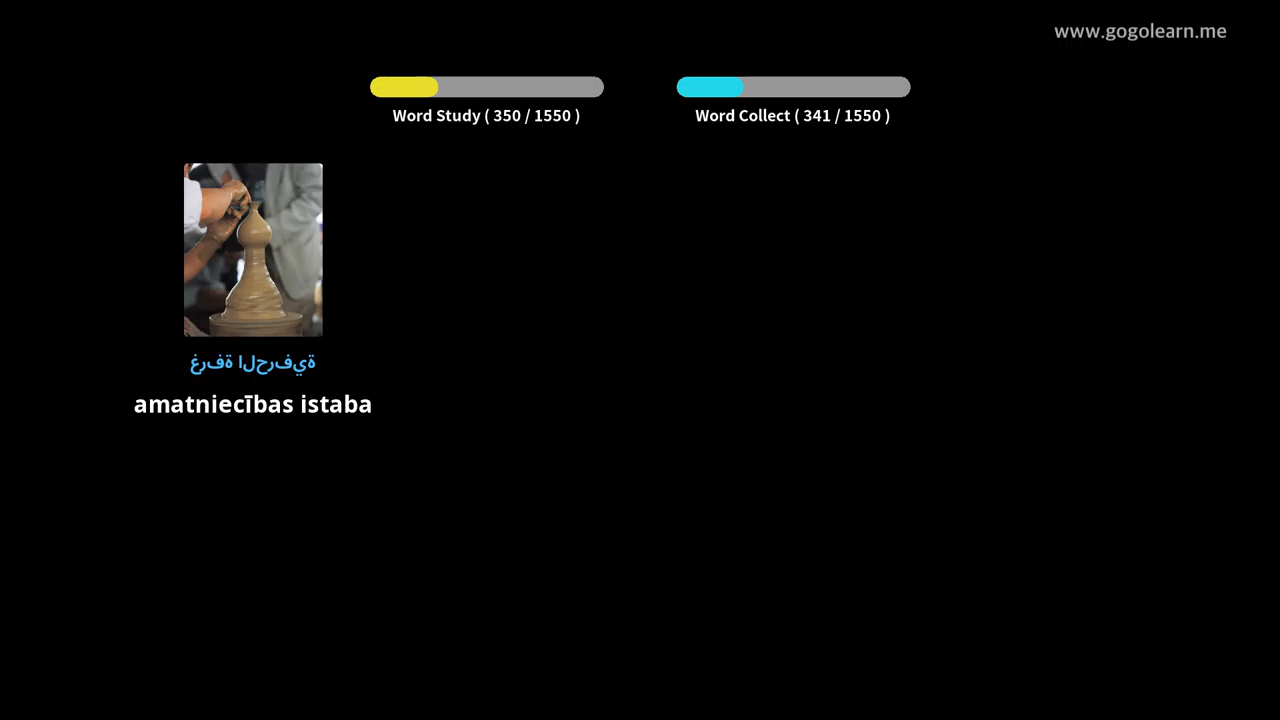 www.gogolearn.me
Word Study ( 350 / 1550 )
Word Collect ( 341 / 1550 )
غرفة الحرفية
amatniecības istaba